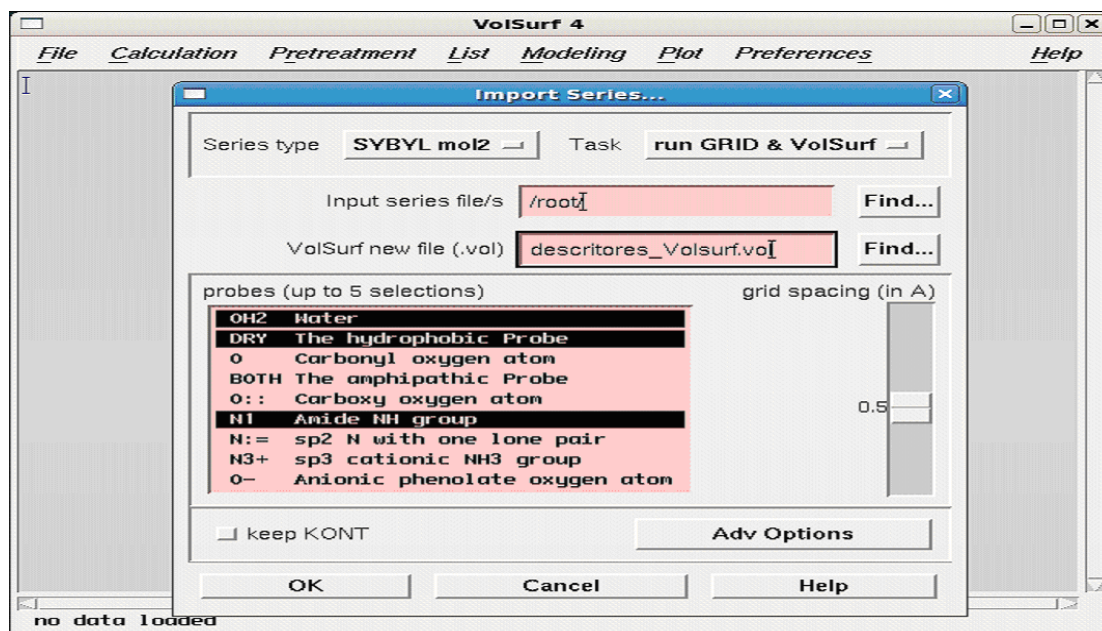 VolSurf 4
File Calculation Pretreatment List Modeling Plot Preferences Help
Import Series...
Series type SYBYL mol2 Task run GRID & VolSurf
Input series file/s /root/ Find...
VolSurf new file (.vol) descritores_Volsurf.vol Find...
probes (up to 5 selections) grid spacing (in A)
OH2 Water
DRY The hydrophobic Probe
O Carbonyl oxygen atom
BOTH The amphipathic Probe
O:: Carboxy oxygen atom
N1 Amide NH group
0.5
N:= sp2 N with one lone pair
N3+ sp3 cationic NH3 group
O- Anionic phenolate oxygen atom
keep KONT Adv Options
OK Cancel Help
no data loaded